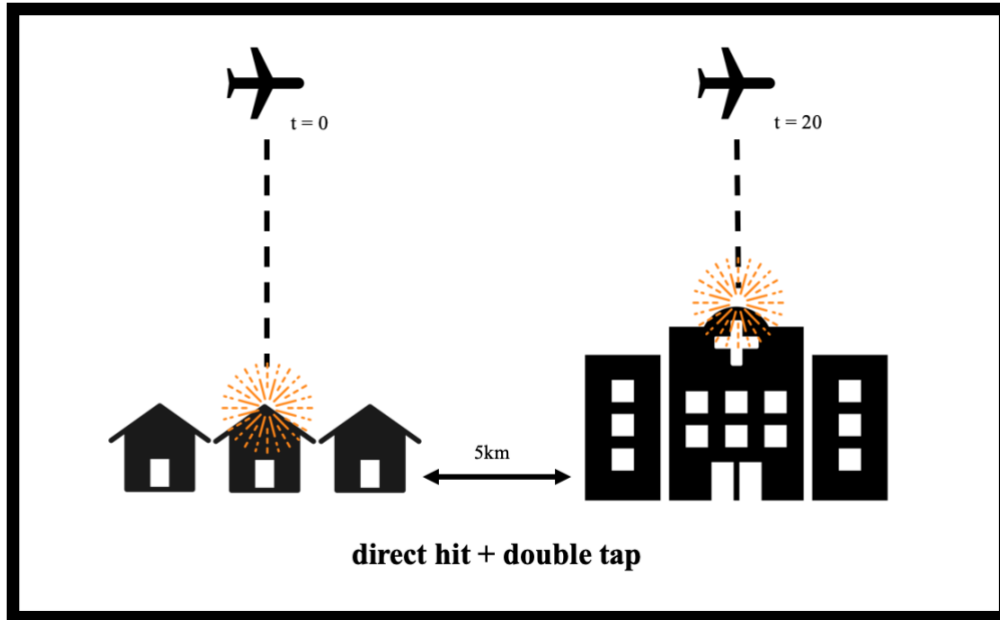 t = 0
t = 20
5km
direct hit + double tap